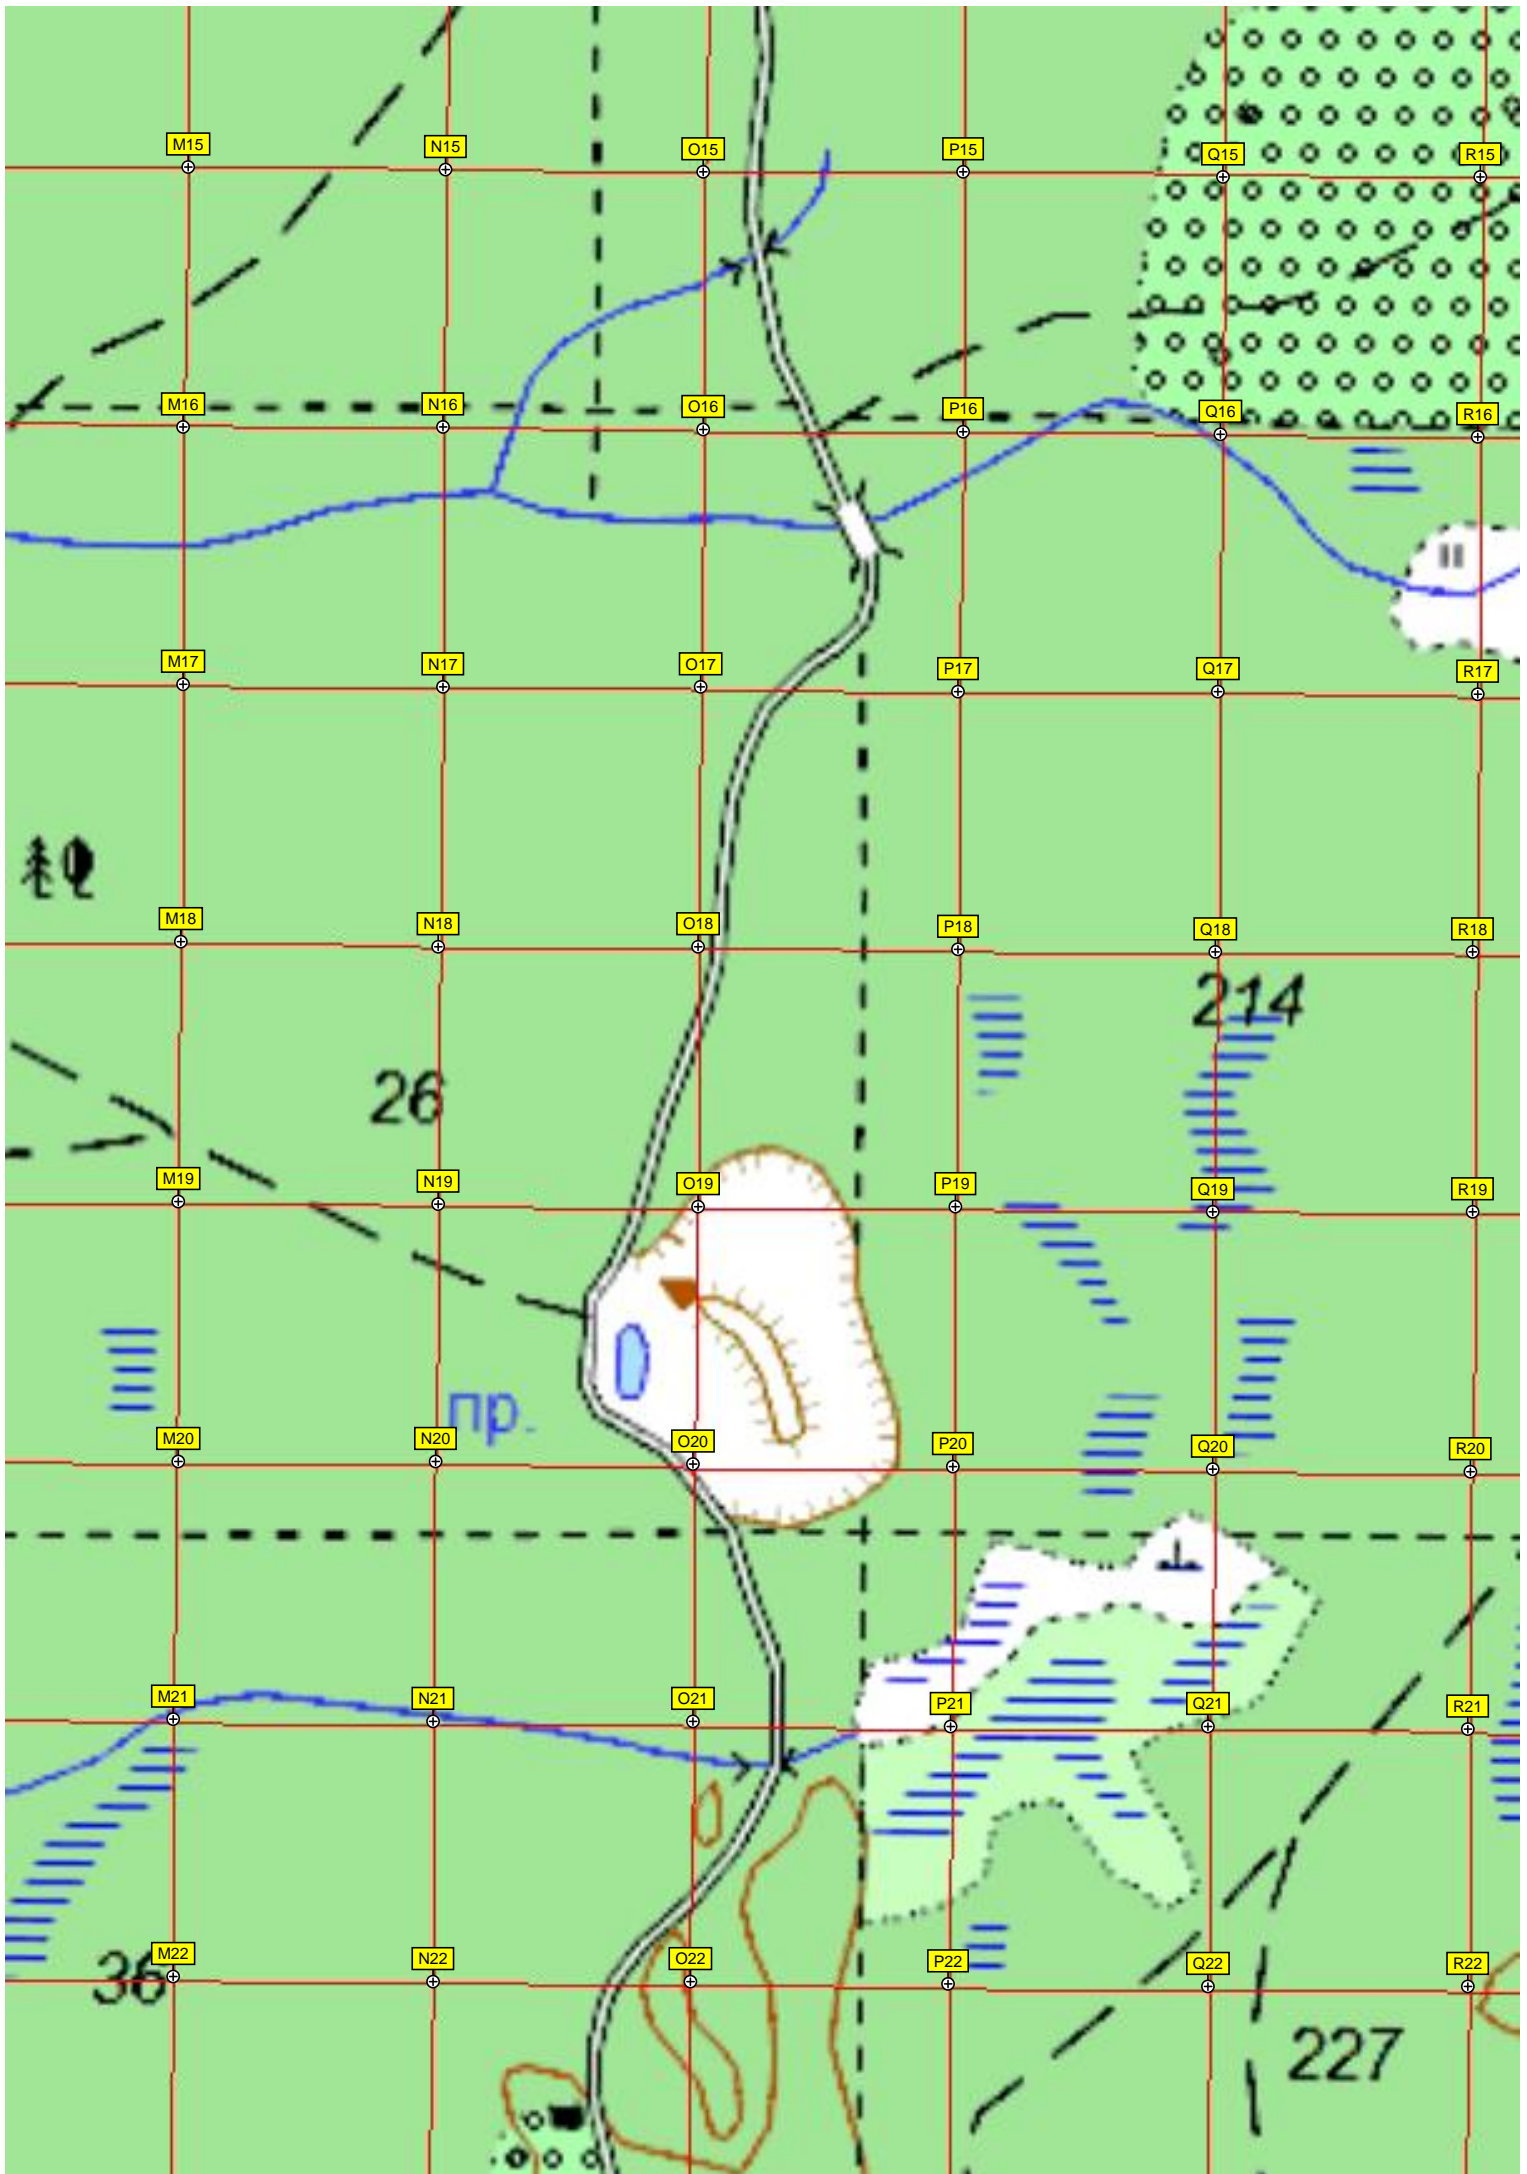 M15 N15 O15 P15 Q15 R15
M16 N16 O16 P16 Q16 R16
M17 N17 O17 P17 Q17 R17
M18 N18 O18 P18 Q18 R18
214
26
M19 N19 O19 P19 Q19 R19
пр.
M20 N20 O20 P20 Q20 R20
M21 N21 O21 P21 Q21 R21
36
M22 N22 O22 P22 Q22 R22
227